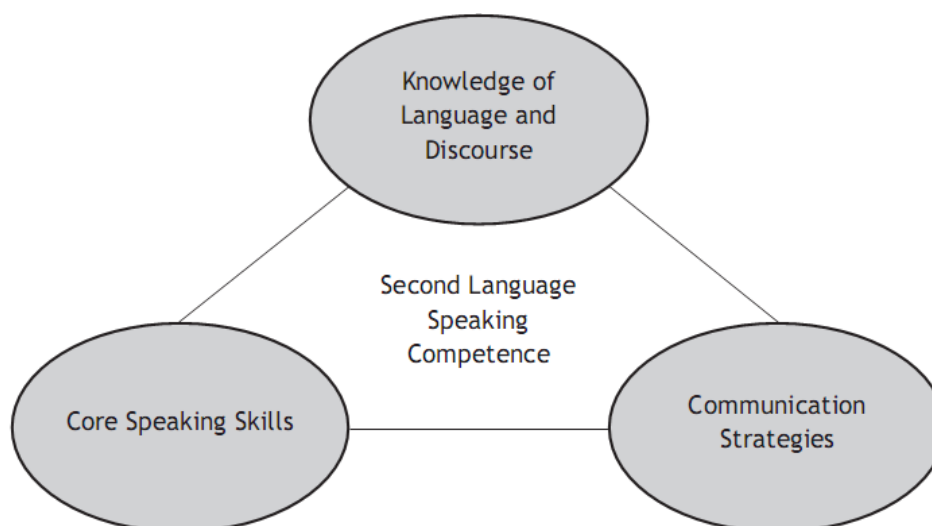 Knowledge of
Language and
Discourse
Second Language
Speaking
Competence
Core Speaking Skills
Communication
Strategies